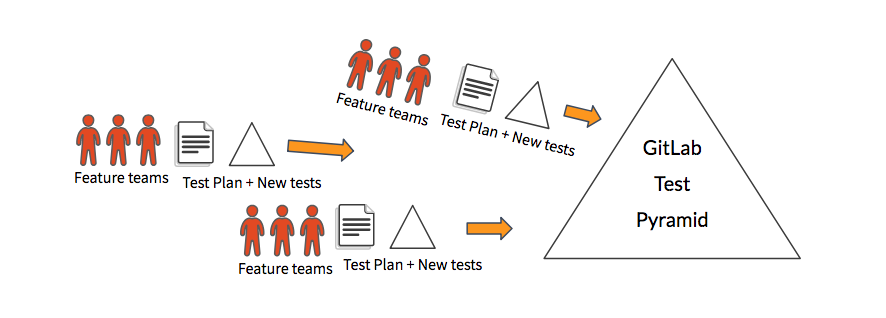 Feature teams
Test Plan + New tests
Feature teams
Test Plan + New tests
Feature teams
Test Plan + New tests
GitLab
Test
Pyramid